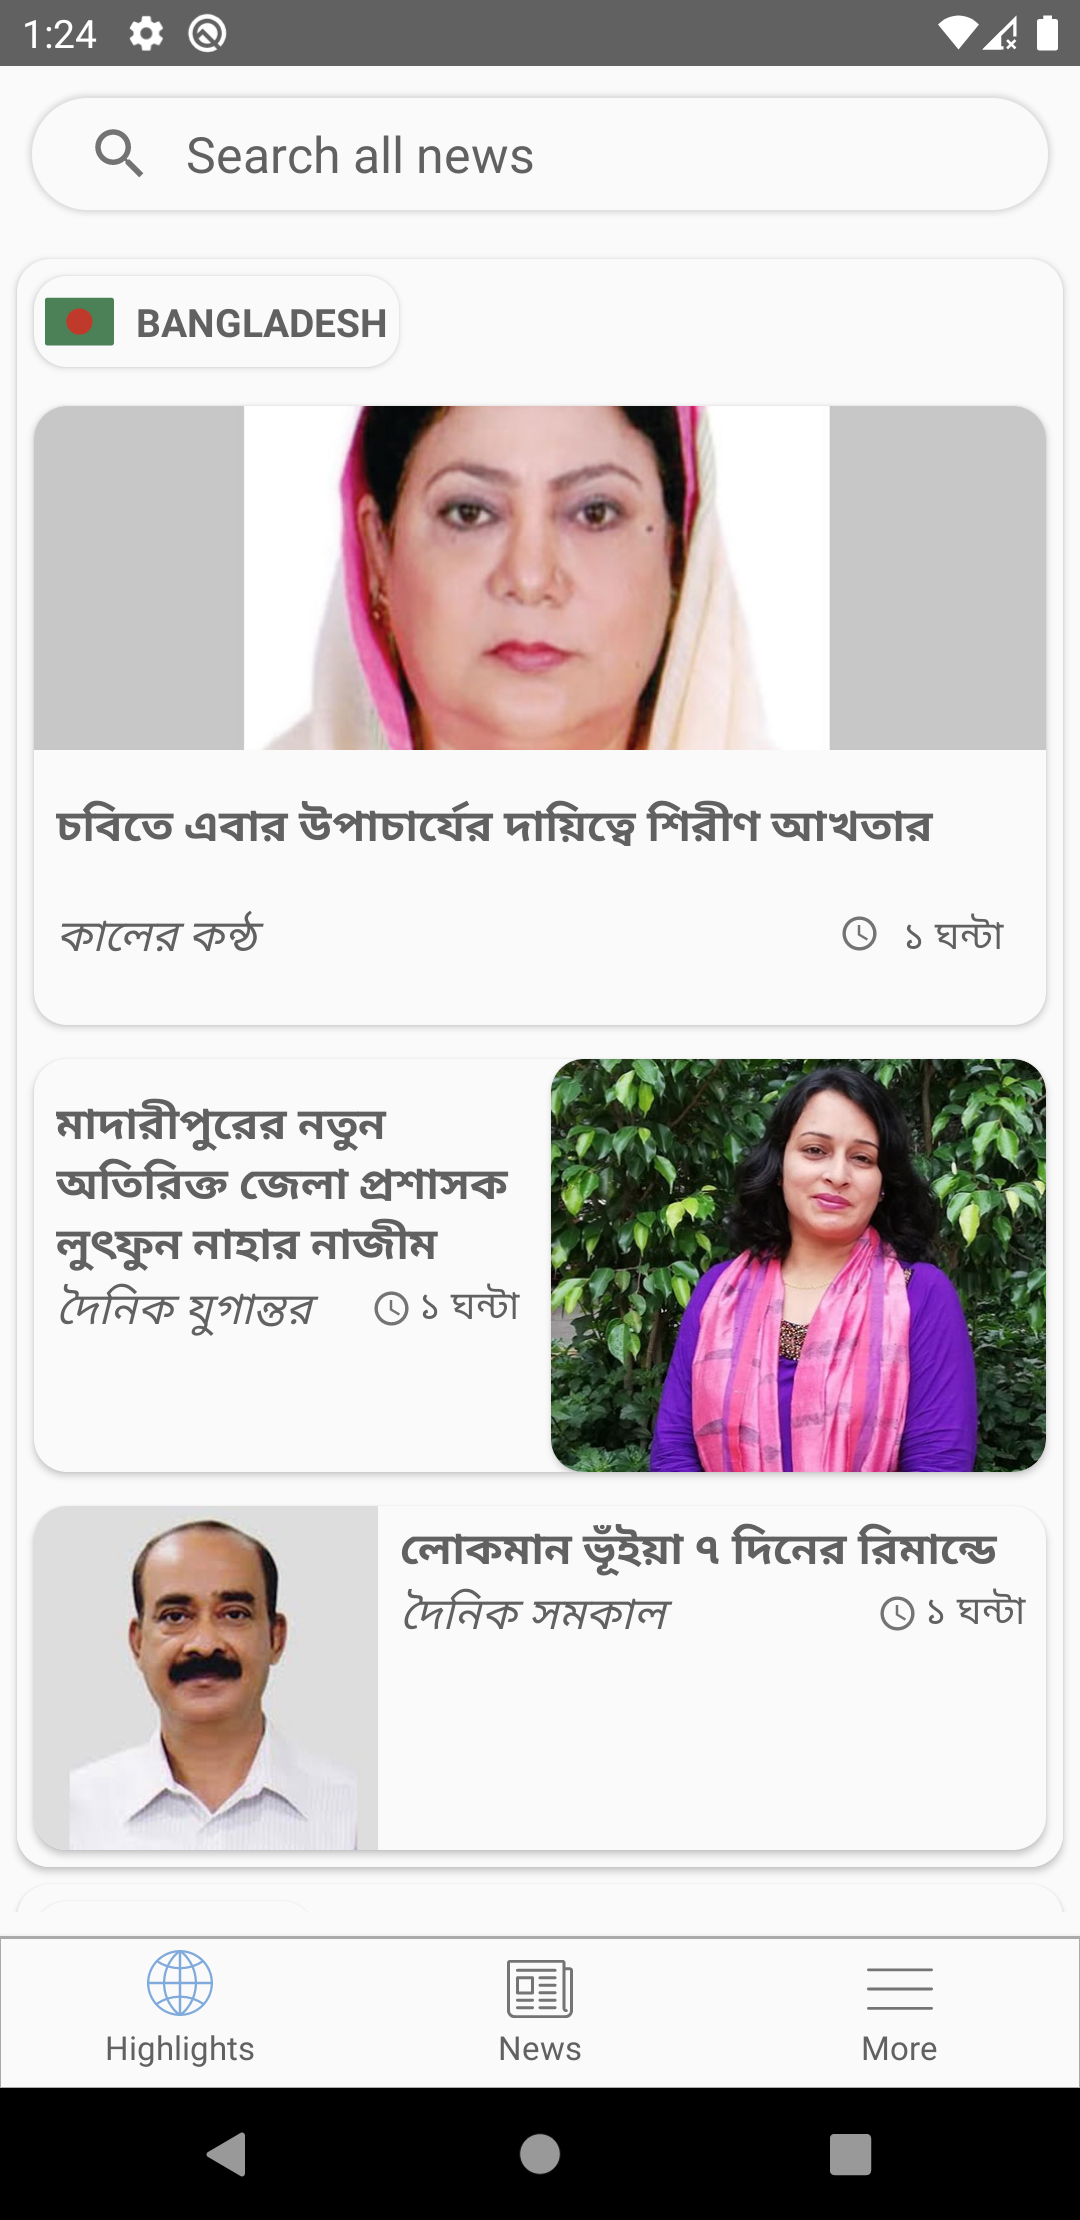 1:24
Search all news
BANGLADESH
চবিতে এবার উপাচার্যের দায়িত্বে শিরীণ আখতার
কালের কন্ঠ
১ ঘন্টা
মাদারীপুরের নতুন
অতিরিক্ত জেলা প্রশাসক
লুৎফুন নাহার নাজীম
দৈনিক যুগান্তর
১ ঘন্টা
লোকমান ভূঁইয়া ৭ দিনের রিমান্ডে
দৈনিক সমকাল
১ ঘন্টা
Highlights
News
More